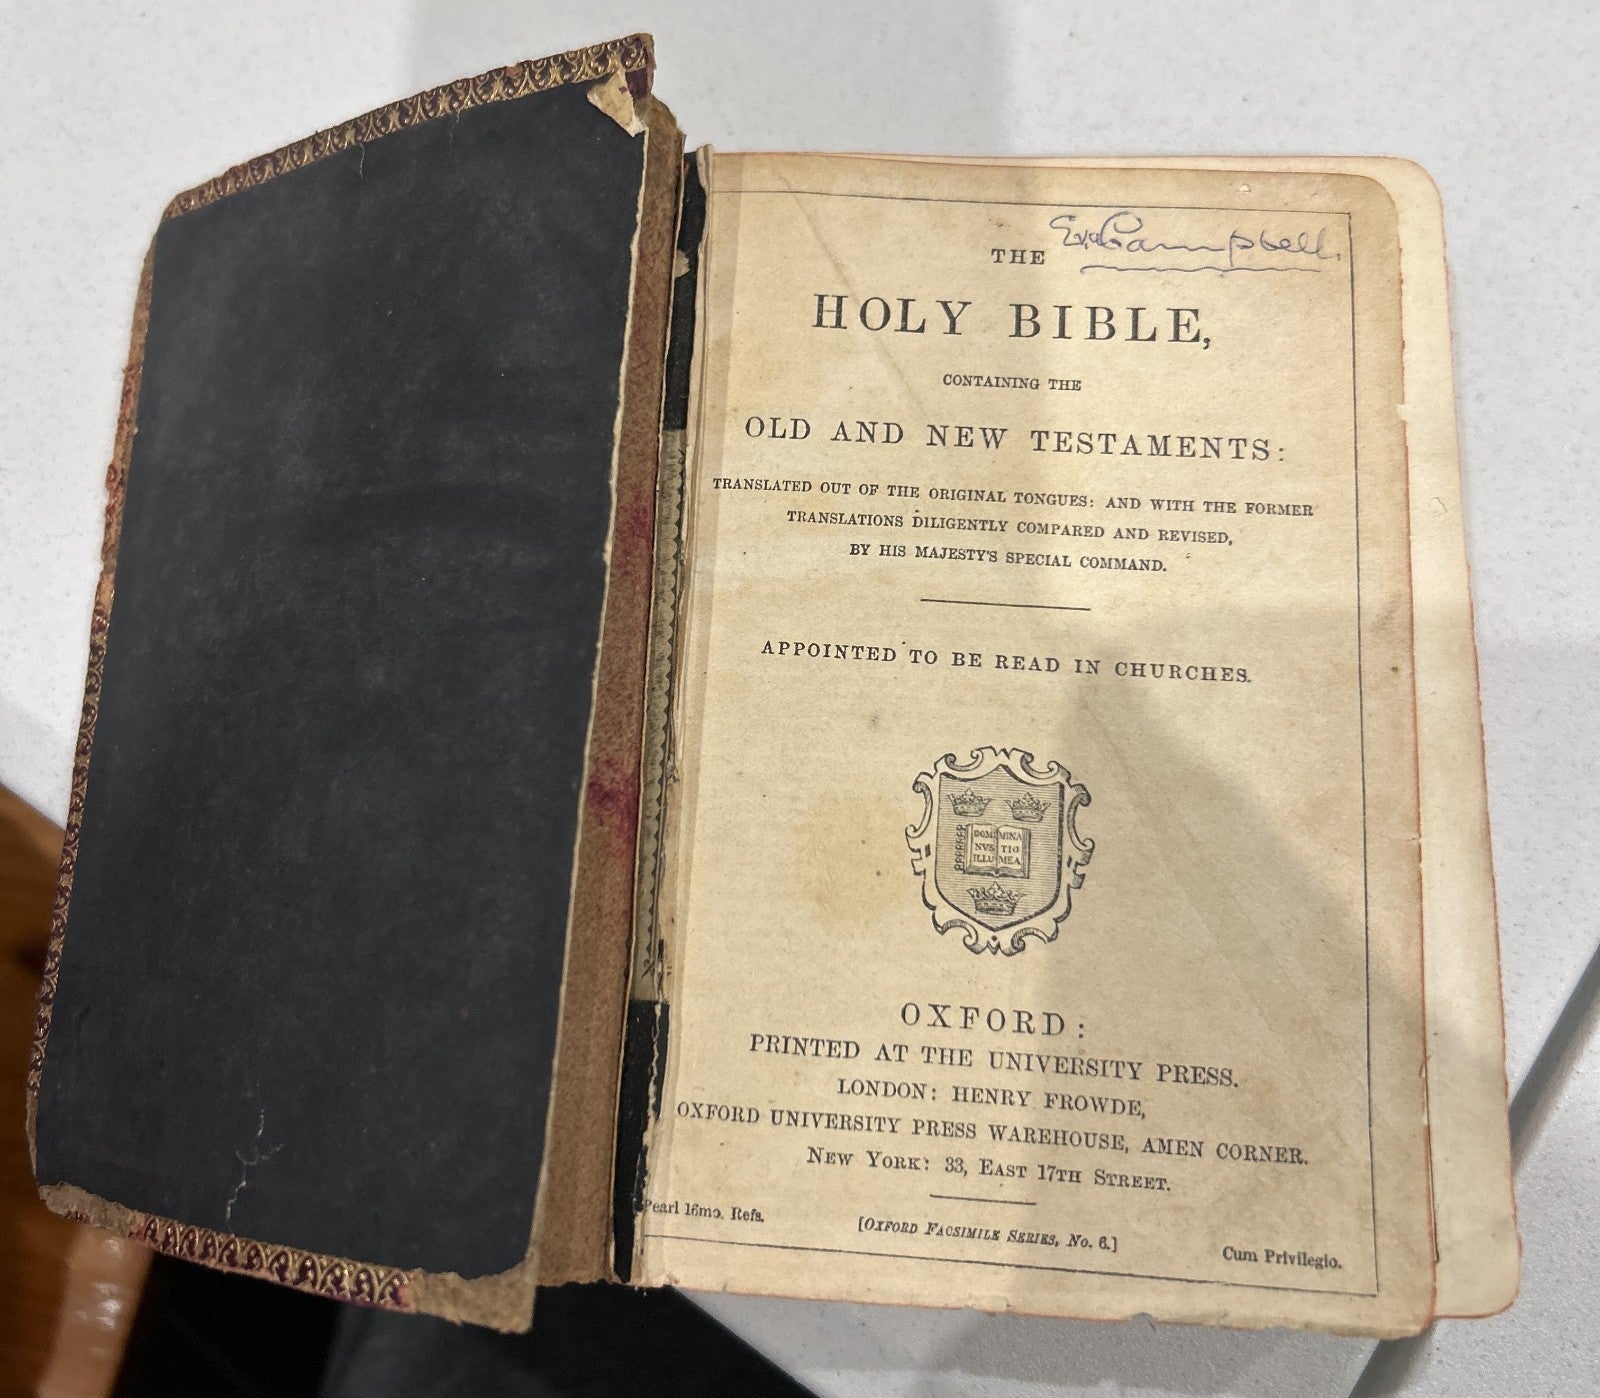 Eva Campbell.
THE
HOLY BIBLE,
CONTAINING THE
OLD AND NEW TESTAMENTS:
TRANSLATED OUT OF THE ORIGINAL TONGUES: AND WITH THE FORMER
TRANSLATIONS DILIGENTLY COMPARED AND REVISED,
BY HIS MAJESTY'S SPECIAL COMMAND.
APPOINTED TO BE READ IN CHURCHES.
DOMI MINA
NVS TIO
ILLU MEA
OXFORD:
PRINTED AT THE UNIVERSITY PRESS.
LONDON: HENRY FROWDE,
OXFORD UNIVERSITY PRESS WAREHOUSE, AMEN CORNER.
NEW YORK: 33, EAST 17TH STREET.
Pearl 16mo. Refs.
[OXFORD FACSIMILE SERIES, No. 6.]
Cum Privilegio.